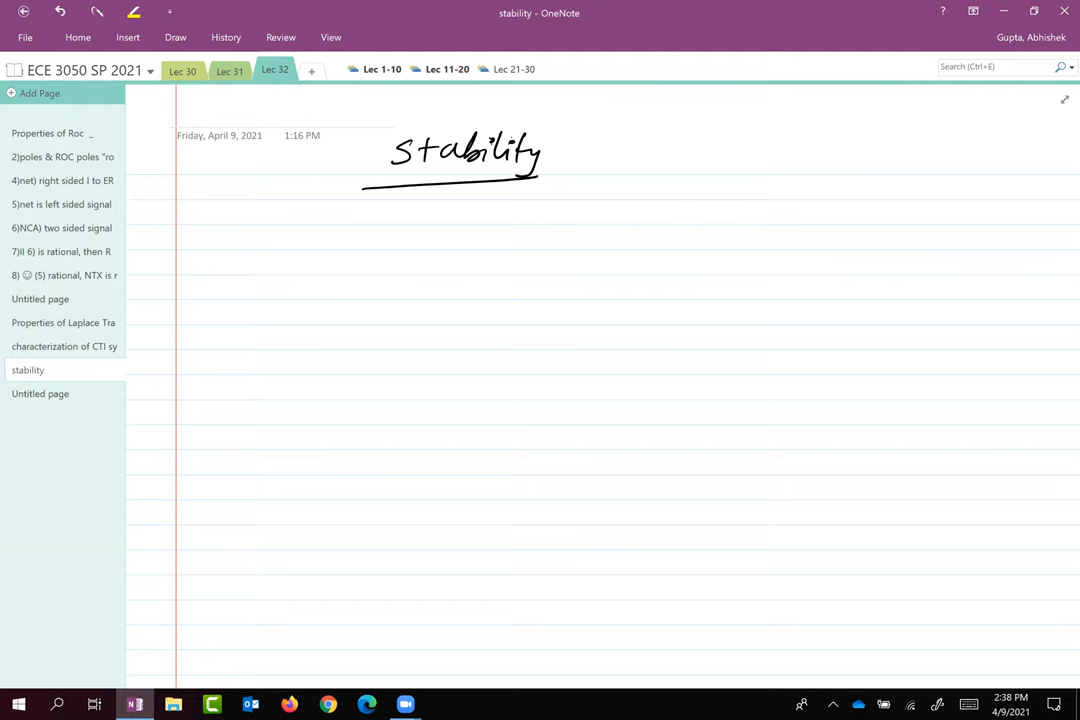 stability - OneNote
?
File Home Insert Draw History Review View
Gupta, Abhishek
ECE 3050 SP 2021
Lec 30
Lec 31
Lec 32
+
Lec 1-10
Lec 11-20
Lec 21-30
Search (Ctrl+E)
Add Page
Properties of Roc _
2)poles & ROC poles "ro
4)net) right sided I to ER
5)net is left sided signal
6)NCA) two sided signal
7)II 6) is rational, then R
8) ☺ (5) rational, NTX is r
Untitled page
Properties of Laplace Tra
characterization of CTI sy
stability
Untitled page
Friday, April 9, 2021 1:16 PM
Stability
2:38 PM
4/9/2021